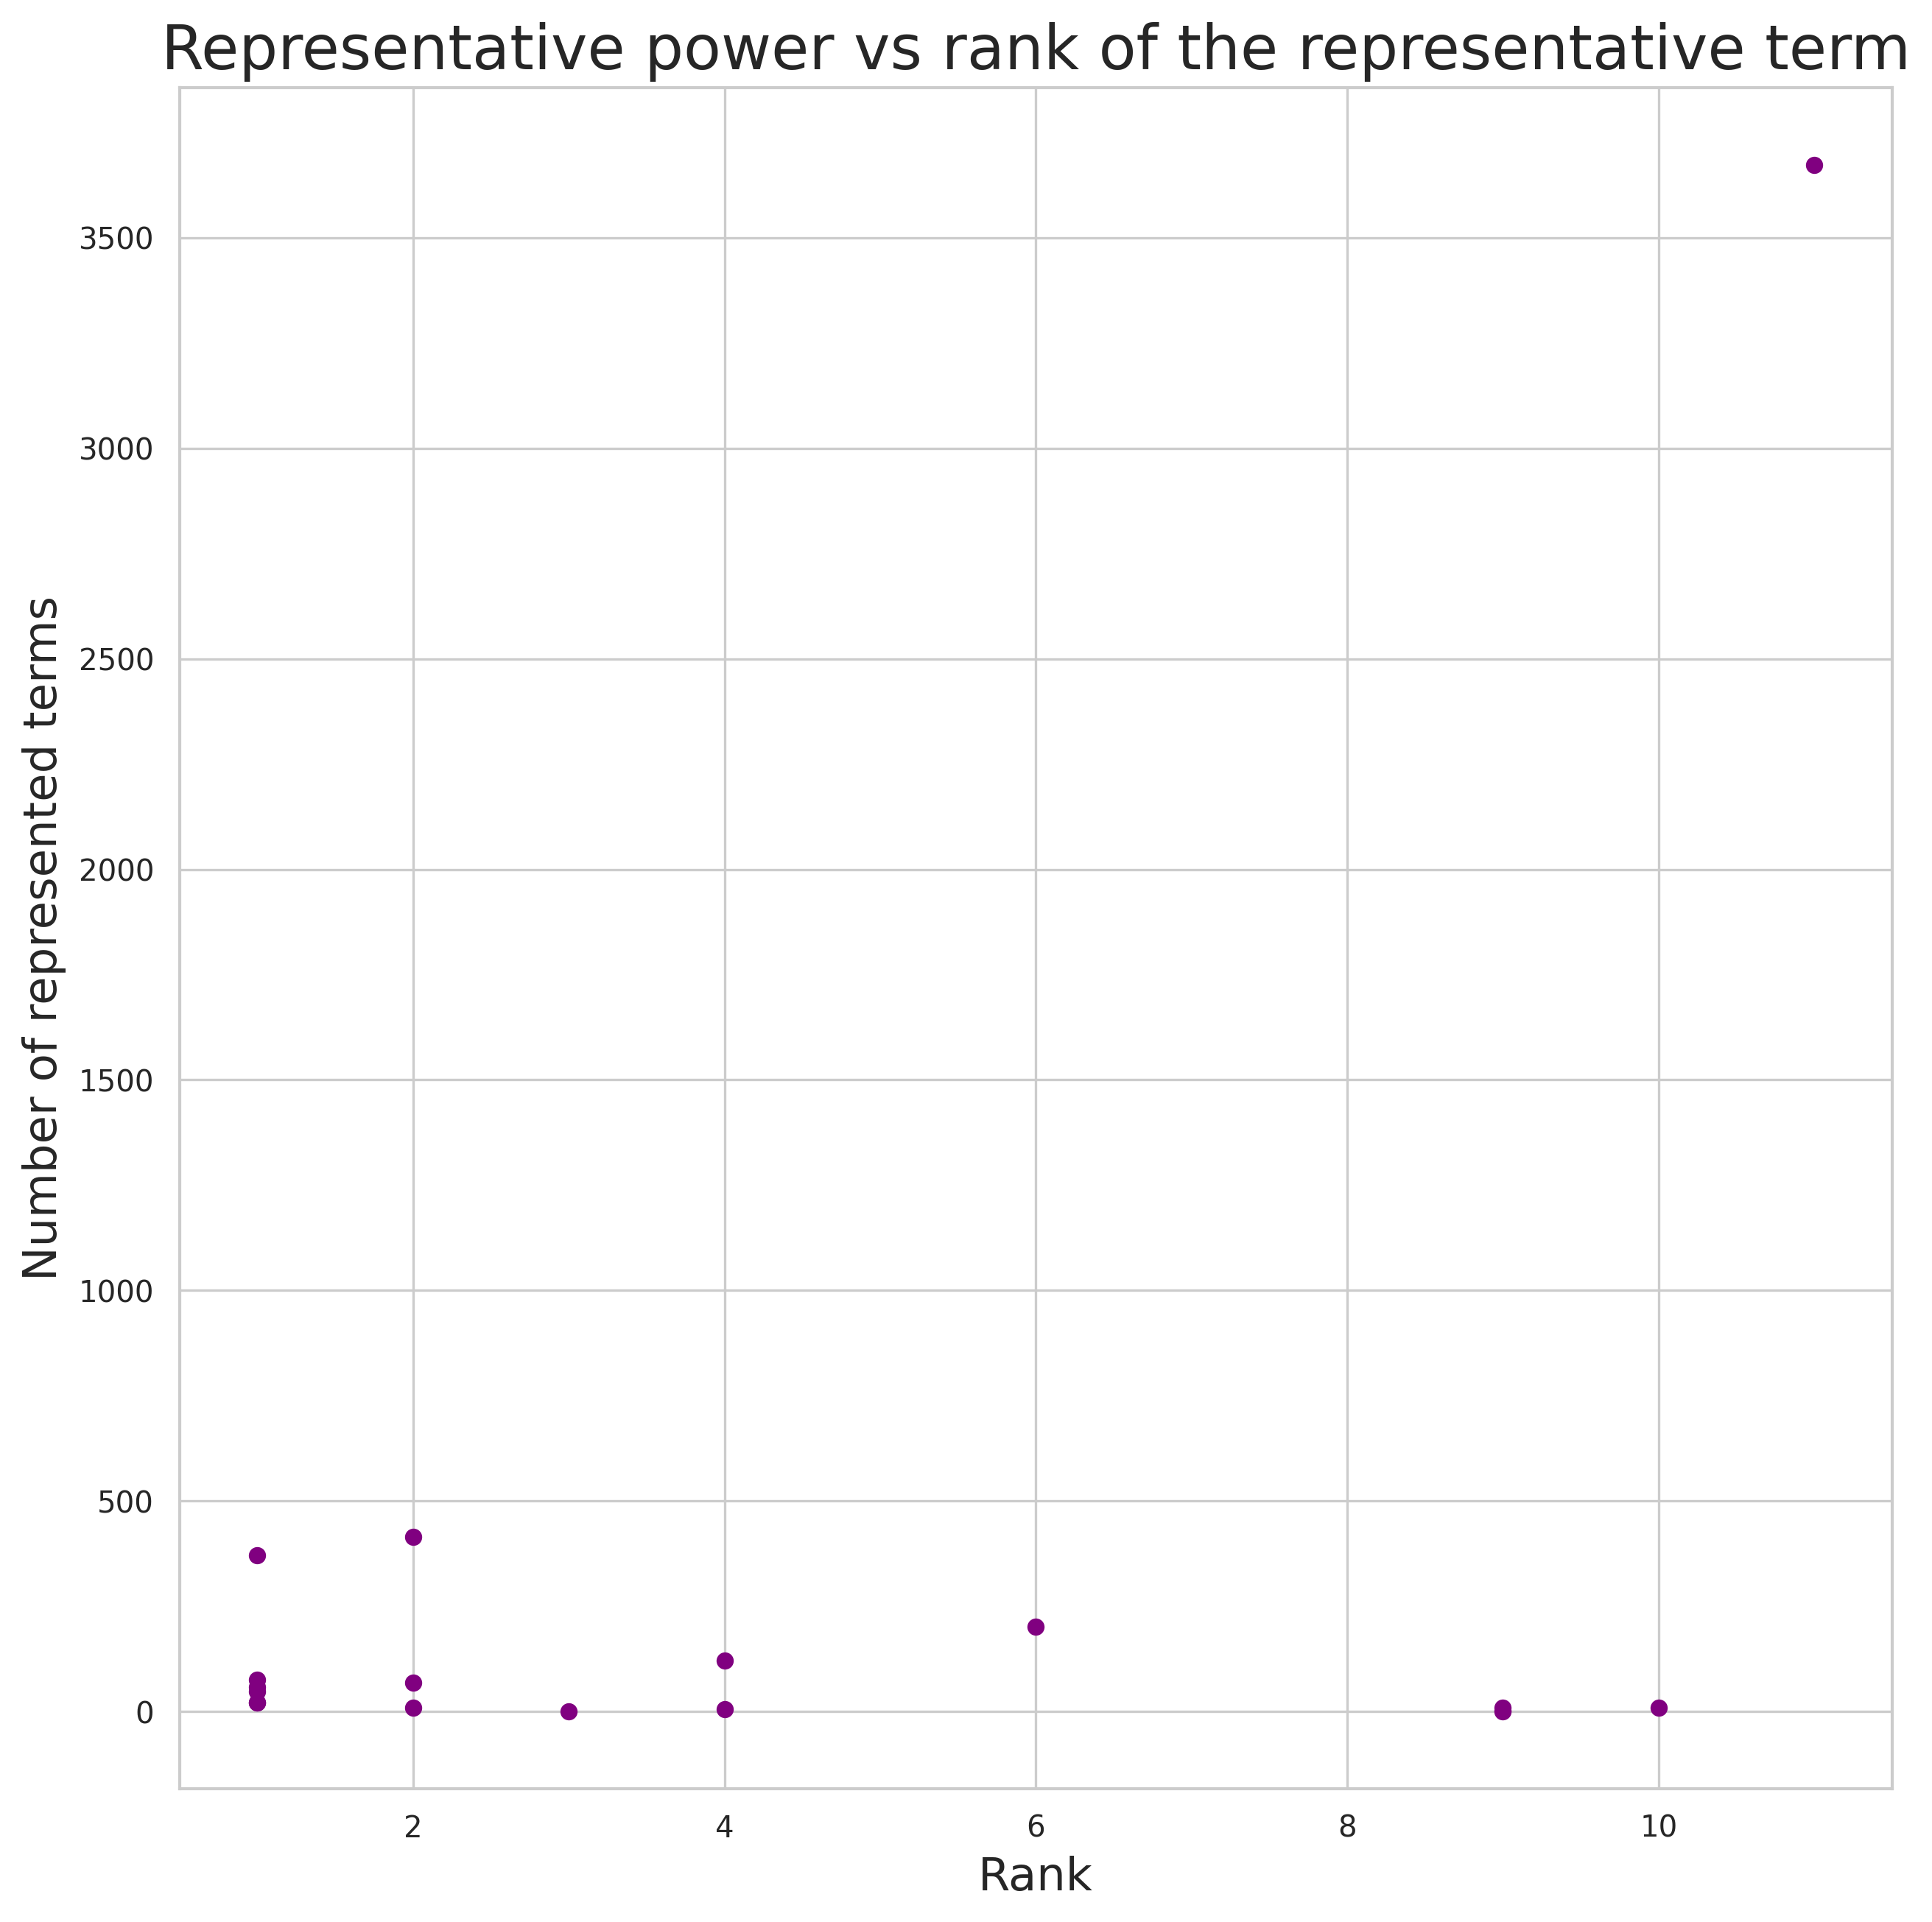 Representative power vs rank of the representative term
Number of represented terms
3500
3000
2500
2000
1500
1000
500
0
2 4 6 8 10
Rank